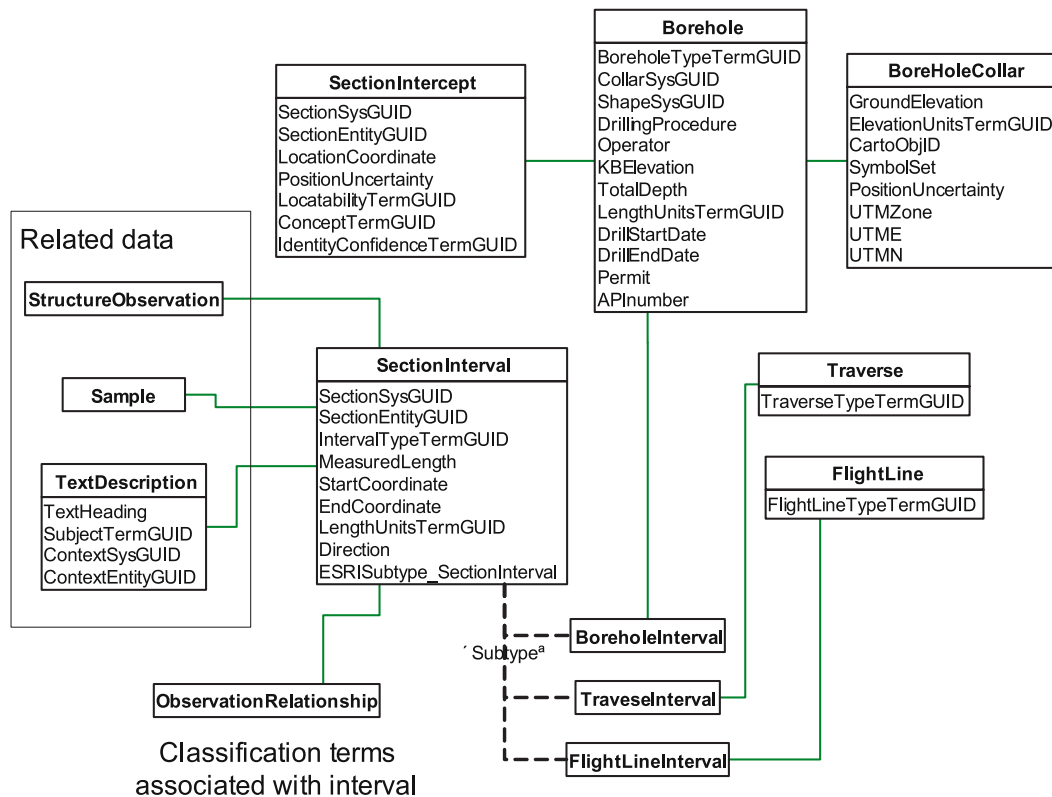 Borehole
BoreholeTypeTermGUID
CollarSysGUID
ShapeSysGUID
DrillingProcedure
Operator
KBElevation
TotalDepth
LengthUnitsTermGUID
DrillStartDate
DrillEndDate
Permit
APInumber
SectionIntercept
SectionSysGUID
SectionEntityGUID
LocationCoordinate
PositionUncertainty
LocatabilityTermGUID
ConceptTermGUID
IdentityConfidenceTermGUID
BoreHoleCollar
GroundElevation
ElevationUnitsTermGUID
CartoObjID
SymbolSet
PositionUncertainty
UTMZone
UTME
UTMN
Related data
StructureObservation
Sample
TextDescription
TextHeading
SubjectTermGUID
ContextSysGUID
ContextEntityGUID
SectionInterval
SectionSysGUID
SectionEntityGUID
IntervalTypeTermGUID
MeasuredLength
StartCoordinate
EndCoordinate
LengthUnitsTermGUID
Direction
ESRISubtype_SectionInterval
Traverse
TraverseTypeTermGUID
FlightLine
FlightLineTypeTermGUID
BoreholeInterval
´ Subtypeª
TraveseInterval
FlightLineInterval
ObservationRelationship
Classification terms
associated with interval